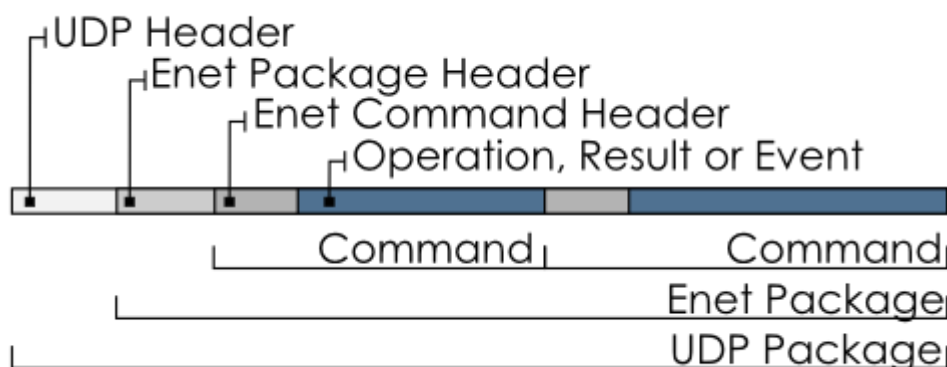 UDP Header
Enet Package Header
Enet Command Header
Operation, Result or Event
Command Command
Enet Package
UDP Package